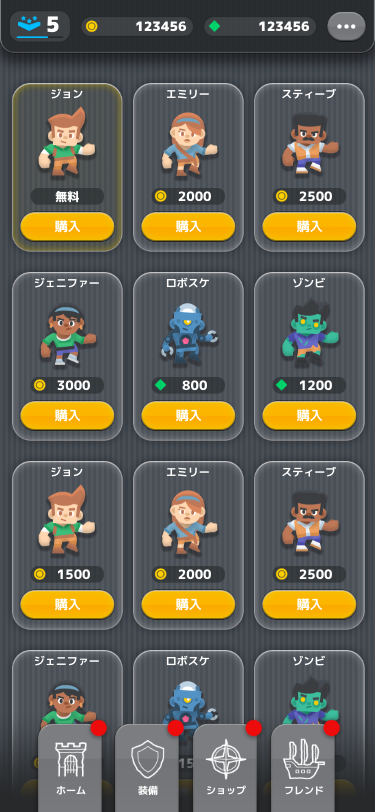 5 123456 123456
ジョン エミリー スティーブ
無料 2000 2500
購入 購入 購入
ジェニファー ロボスケ ゾンビ
3000 800 1200
購入 購入 購入
ジョン エミリー スティーブ
1500 2000 2500
購入 購入 購入
ジェニファー ロボスケ ゾンビ
ホーム 装備 ショップ フレンド